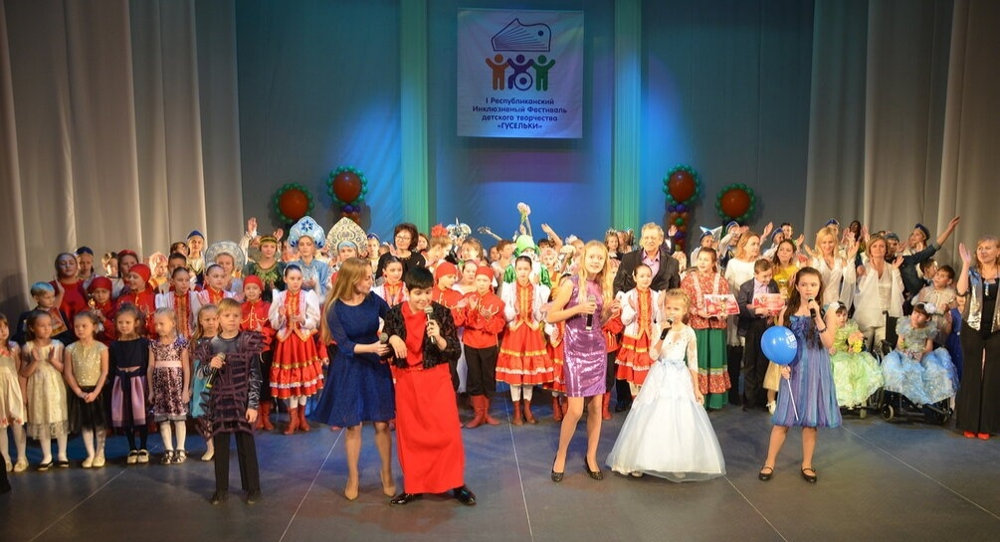 I Республиканский
Инклюзивный Фестиваль
детского творчества
«ГУСЕЛЬКИ»